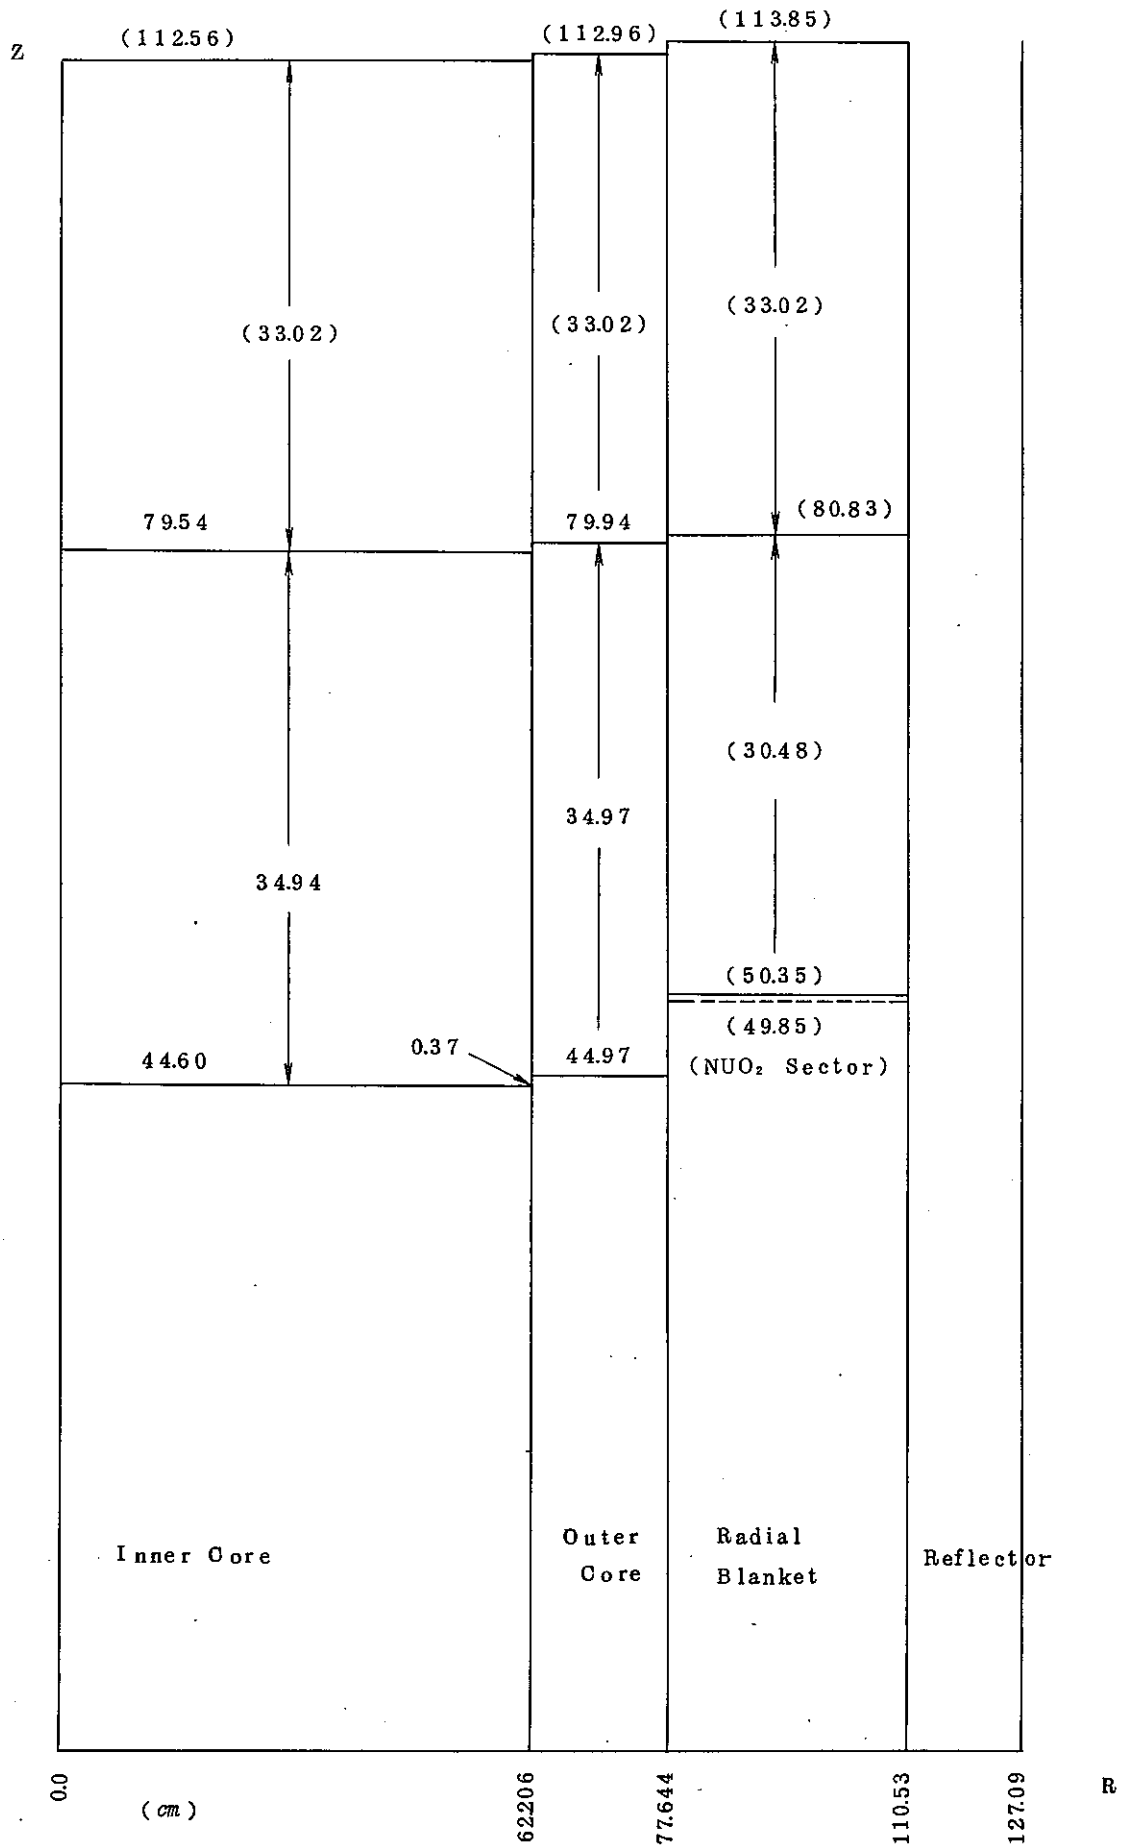 Z
(112.56)
(112.96)
(113.85)
(33.02)
(33.02)
(33.02)
79.54
79.94
(80.83)
34.94
34.97
(30.48)
(50.35)
(49.85)
(NUO₂ Sector)
44.60
0.37
44.97
Inner Core
Outer
Core
Radial
Blanket
Reflector
0.0
(cm)
62206
77.644
110.53
127.09
R